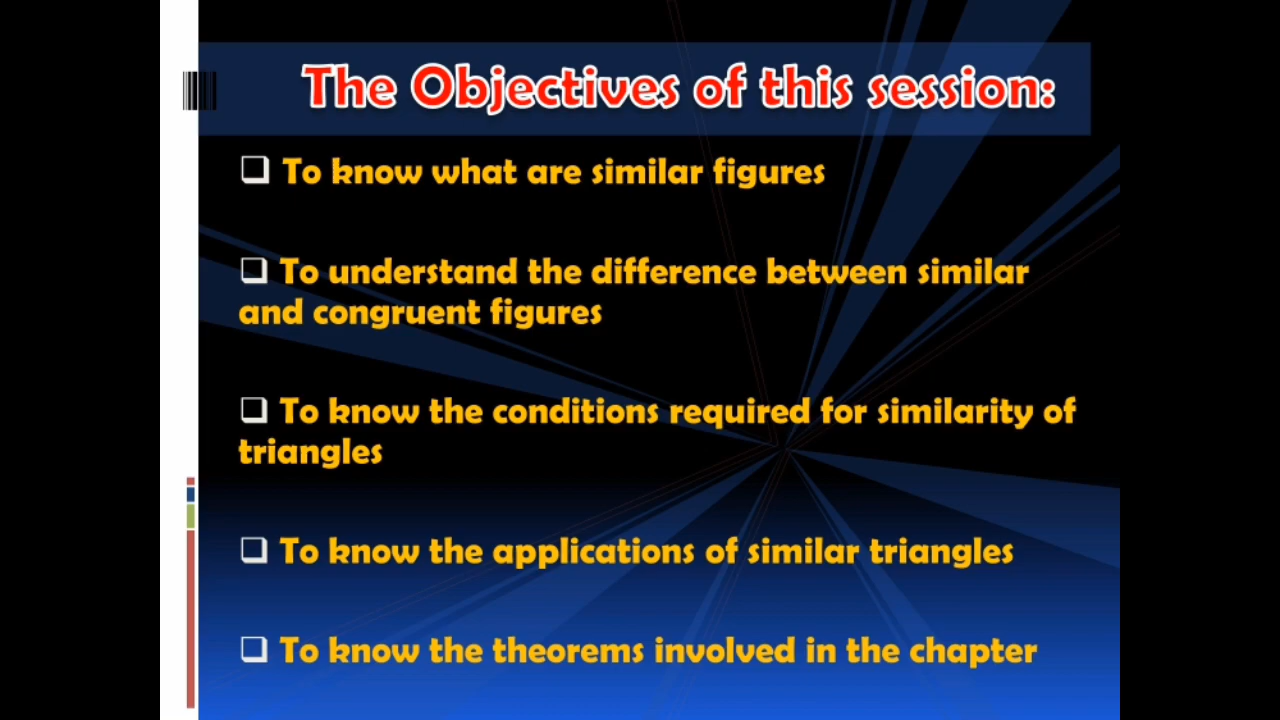 The Objectives of this session:
To know what are similar figures
To understand the difference between similar
and congruent figures
To know the conditions required for similarity of
triangles
To know the applications of similar triangles
To know the theorems involved in the chapter